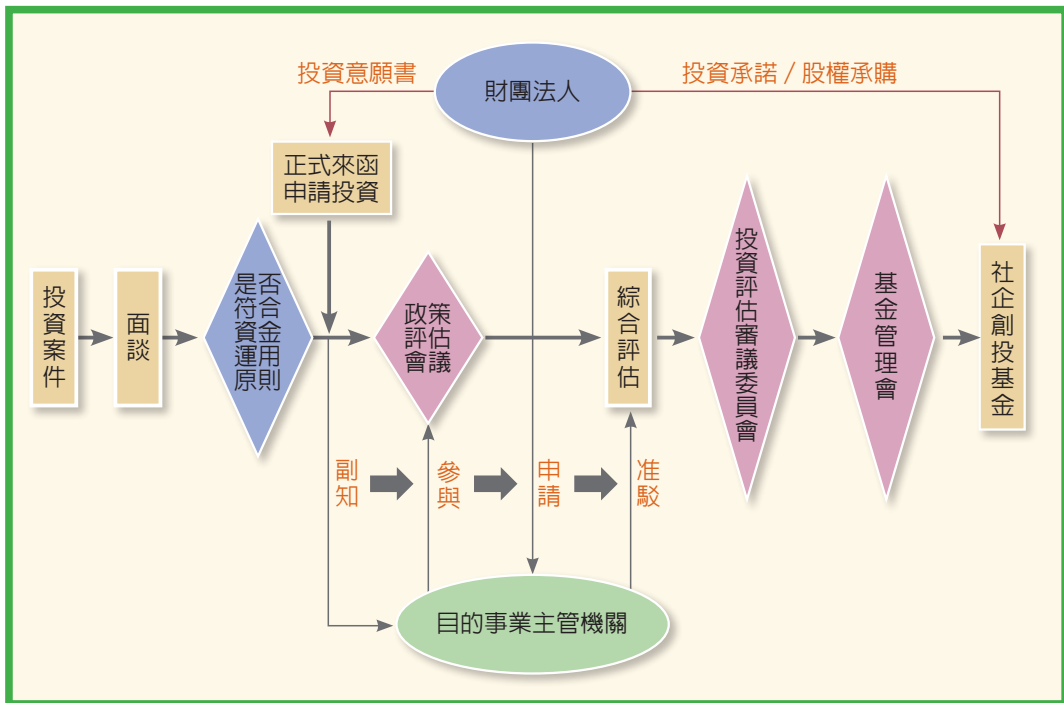 投資意願書
財團法人
投資承諾 / 股權承購
正式來函
申請投資
投資案件
面談
是否
符合
資金
運用
原則
政策
評估
會議
綜合評估
投資評估審議委員會
基金管理會
社企創投基金
副知
參與
申請
准駁
目的事業主管機關